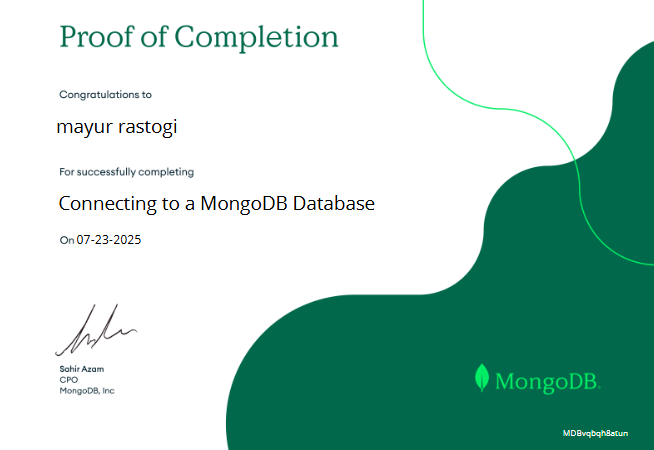 Proof of Completion
Congratulations to
mayur rastogi
For successfully completing
Connecting to a MongoDB Database
On 07-23-2025
Sahir Azam
CPO
MongoDB, Inc
MongoDB.
MDBvqbqh8atun